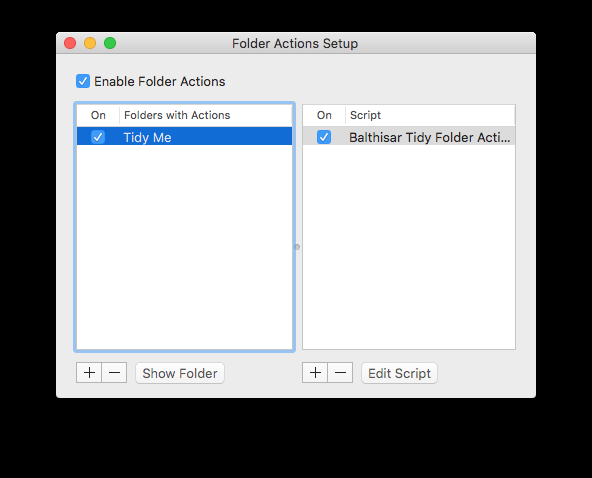 Folder Actions Setup
Enable Folder Actions
On Folders with Actions
Tidy Me
On Script
Balthisar Tidy Folder Acti...
Show Folder
Edit Script